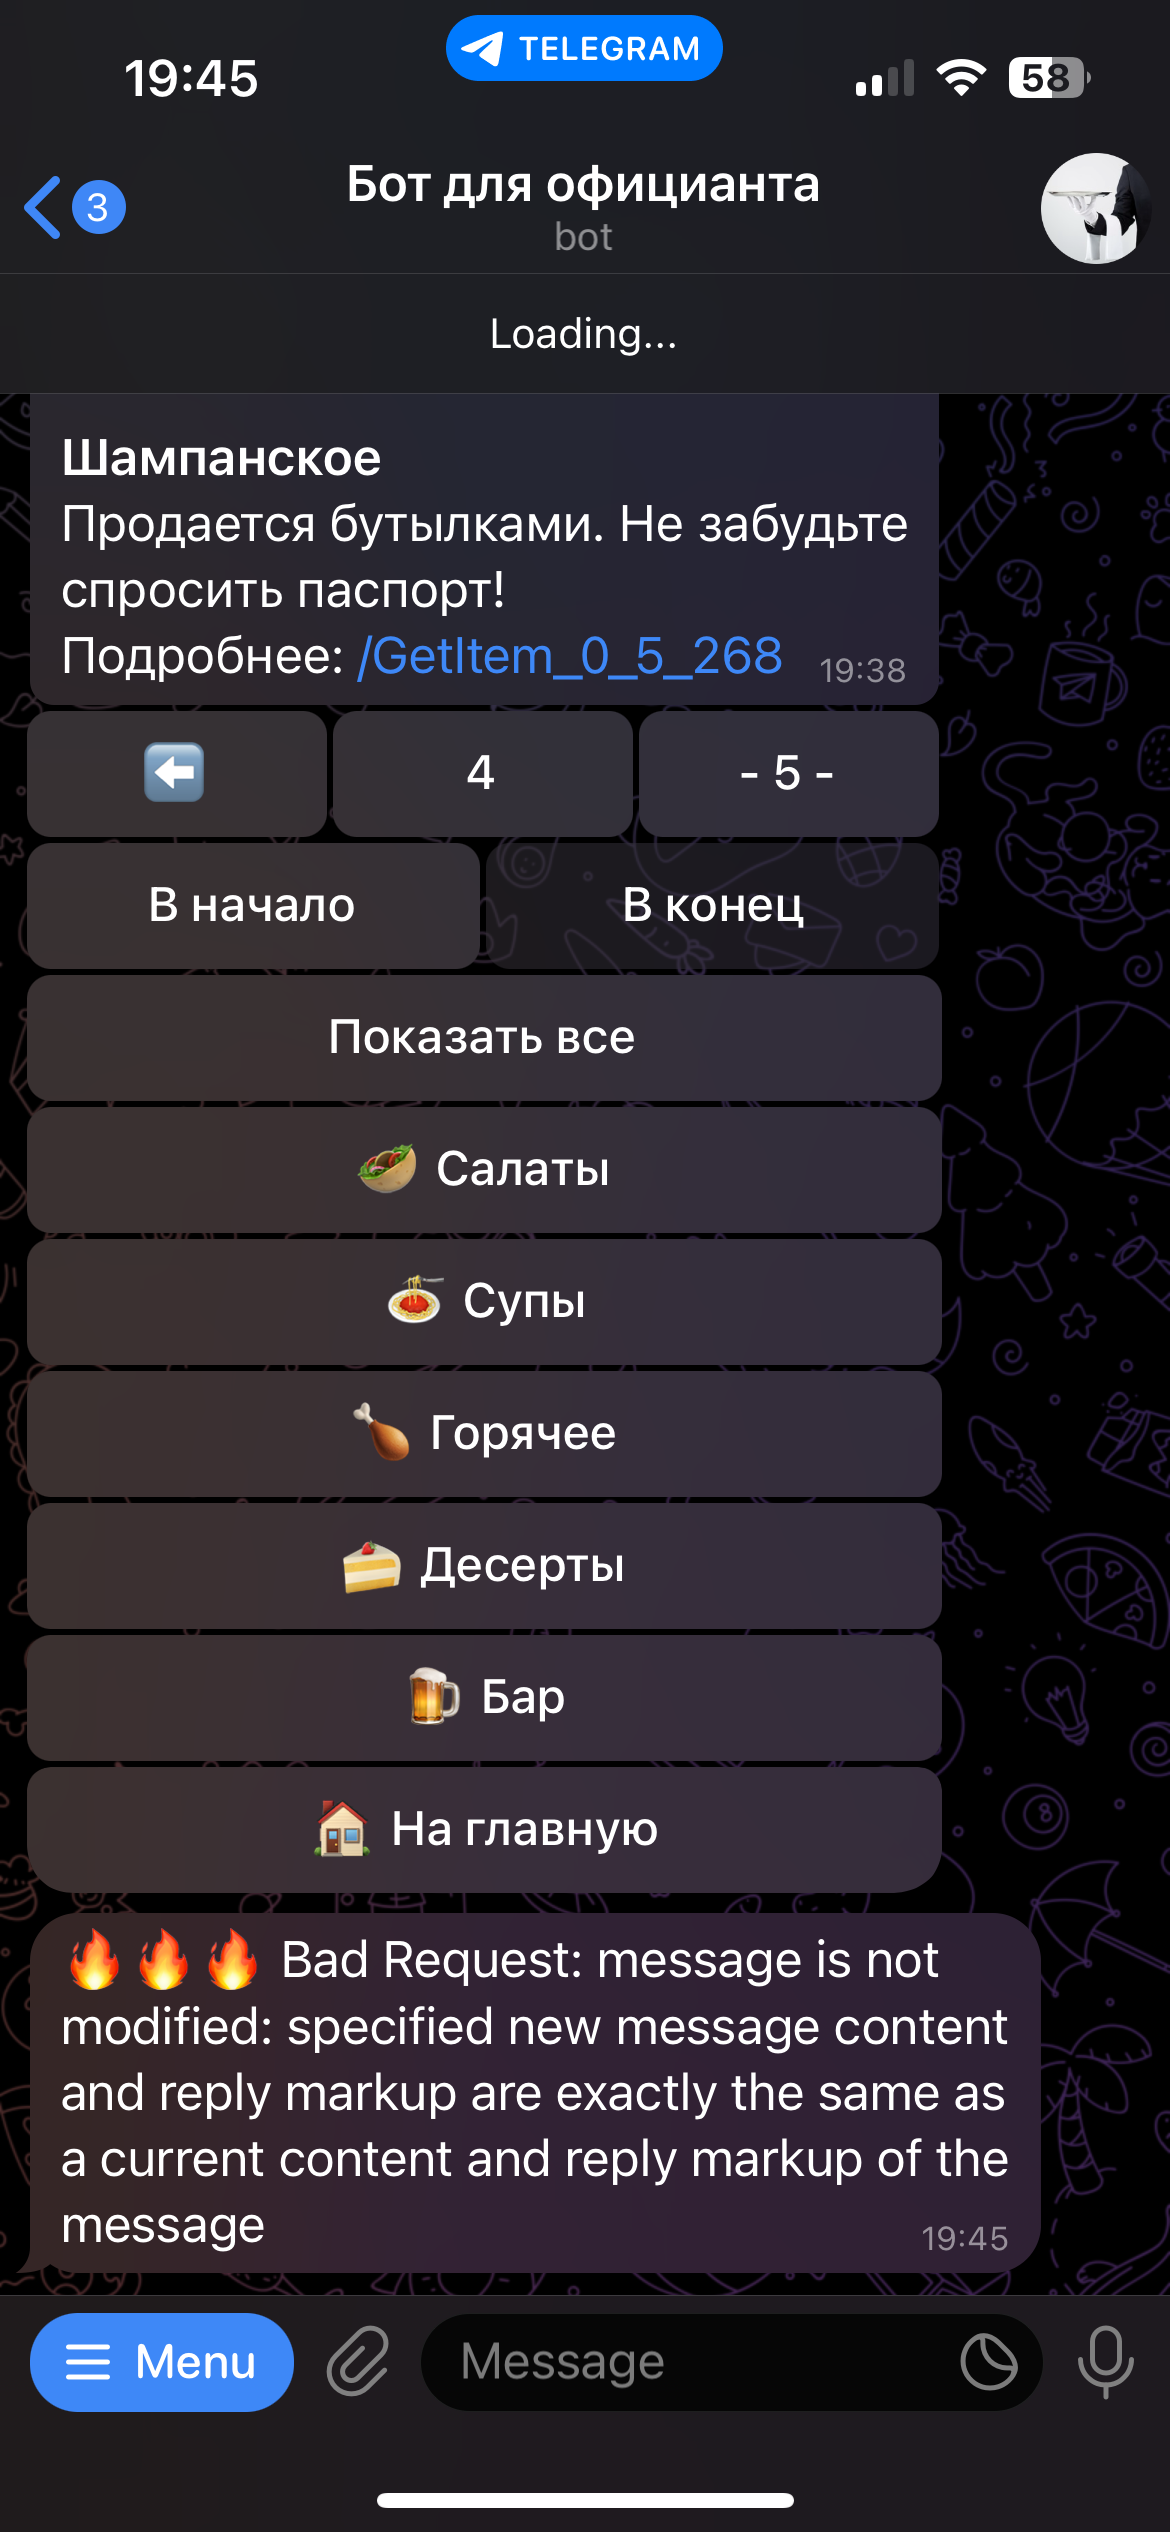 19:45
TELEGRAM
58
3
Бот для официанта
bot
Loading...
Шампанское
Продается бутылками. Не забудьте
спросить паспорт!
Подробнее: /GetItem_0_5_268 19:38
4
- 5 -
В начало
В конец
Показать все
🥙 Салаты
🍝 Супы
🍗 Горячее
🍰 Десерты
🍺 Бар
🏠 На главную
🔥🔥🔥 Bad Request: message is not
modified: specified new message content
and reply markup are exactly the same as
a current content and reply markup of the
message 19:45
Menu
Message